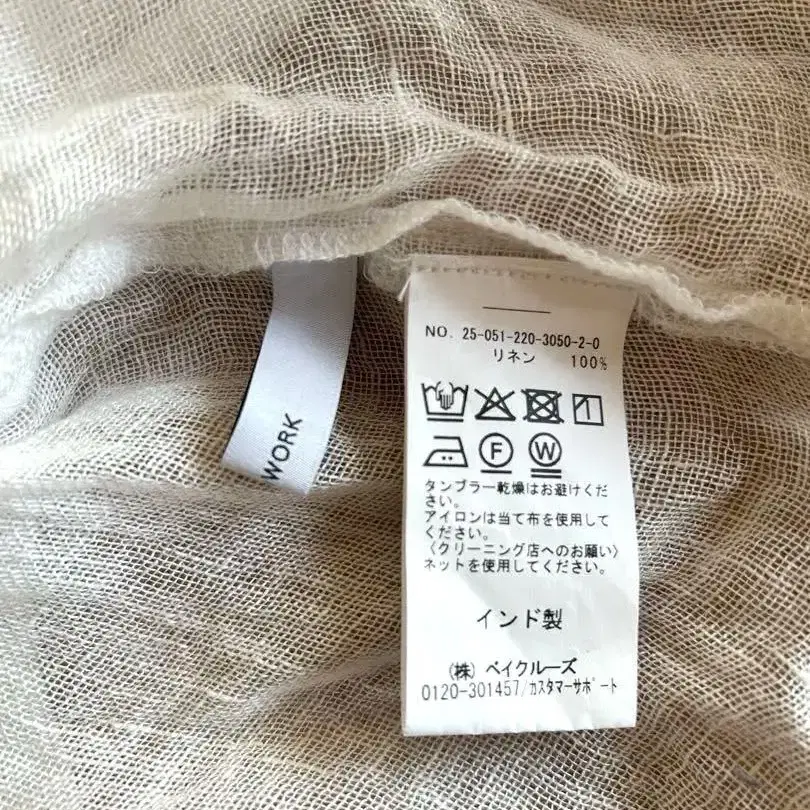 WORK
NO. 25-051-220-3050-2-0
リネン 100%
F W
タンブラー乾燥はお避けくだ
さい。
アイロンは当て布を使用して
ください。
〈クリーニング店へのお願い〉
ネットを使用してください。
インド製
(株) ベイクルーズ
0120-301457/カスタマーサポート